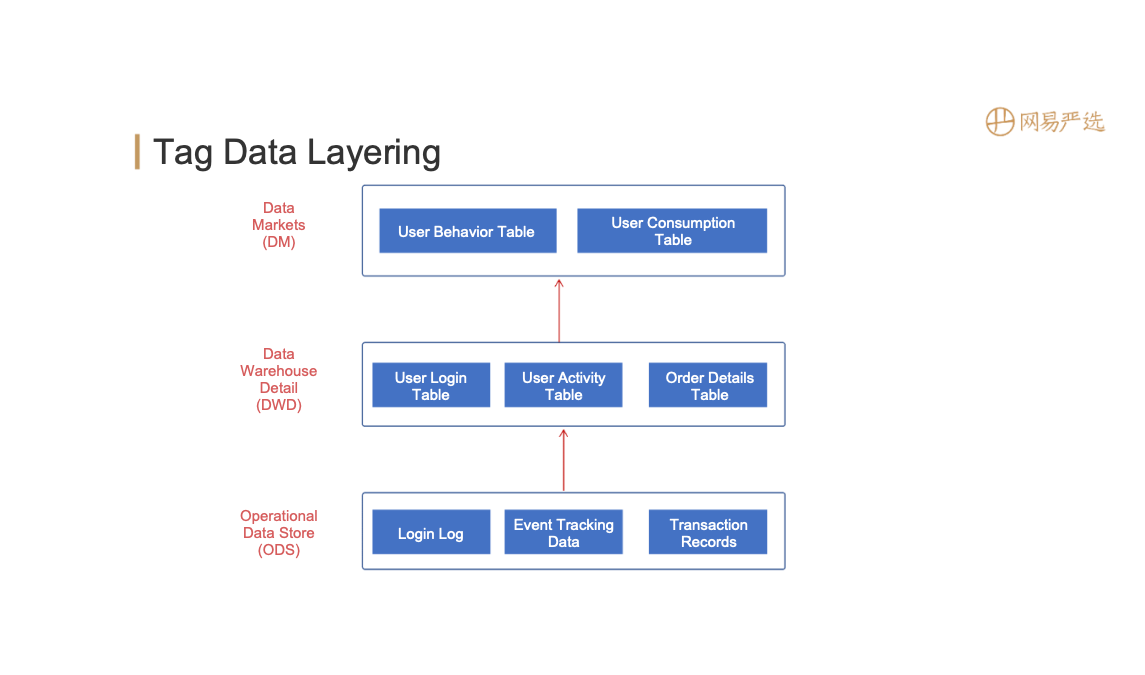 网易严选
Tag Data Layering
Data
Markets
(DM)
User Behavior Table
User Consumption
Table
Data
Warehouse
Detail
(DWD)
User Login
Table
User Activity
Table
Order Details
Table
Operational
Data Store
(ODS)
Login Log
Event Tracking
Data
Transaction
Records